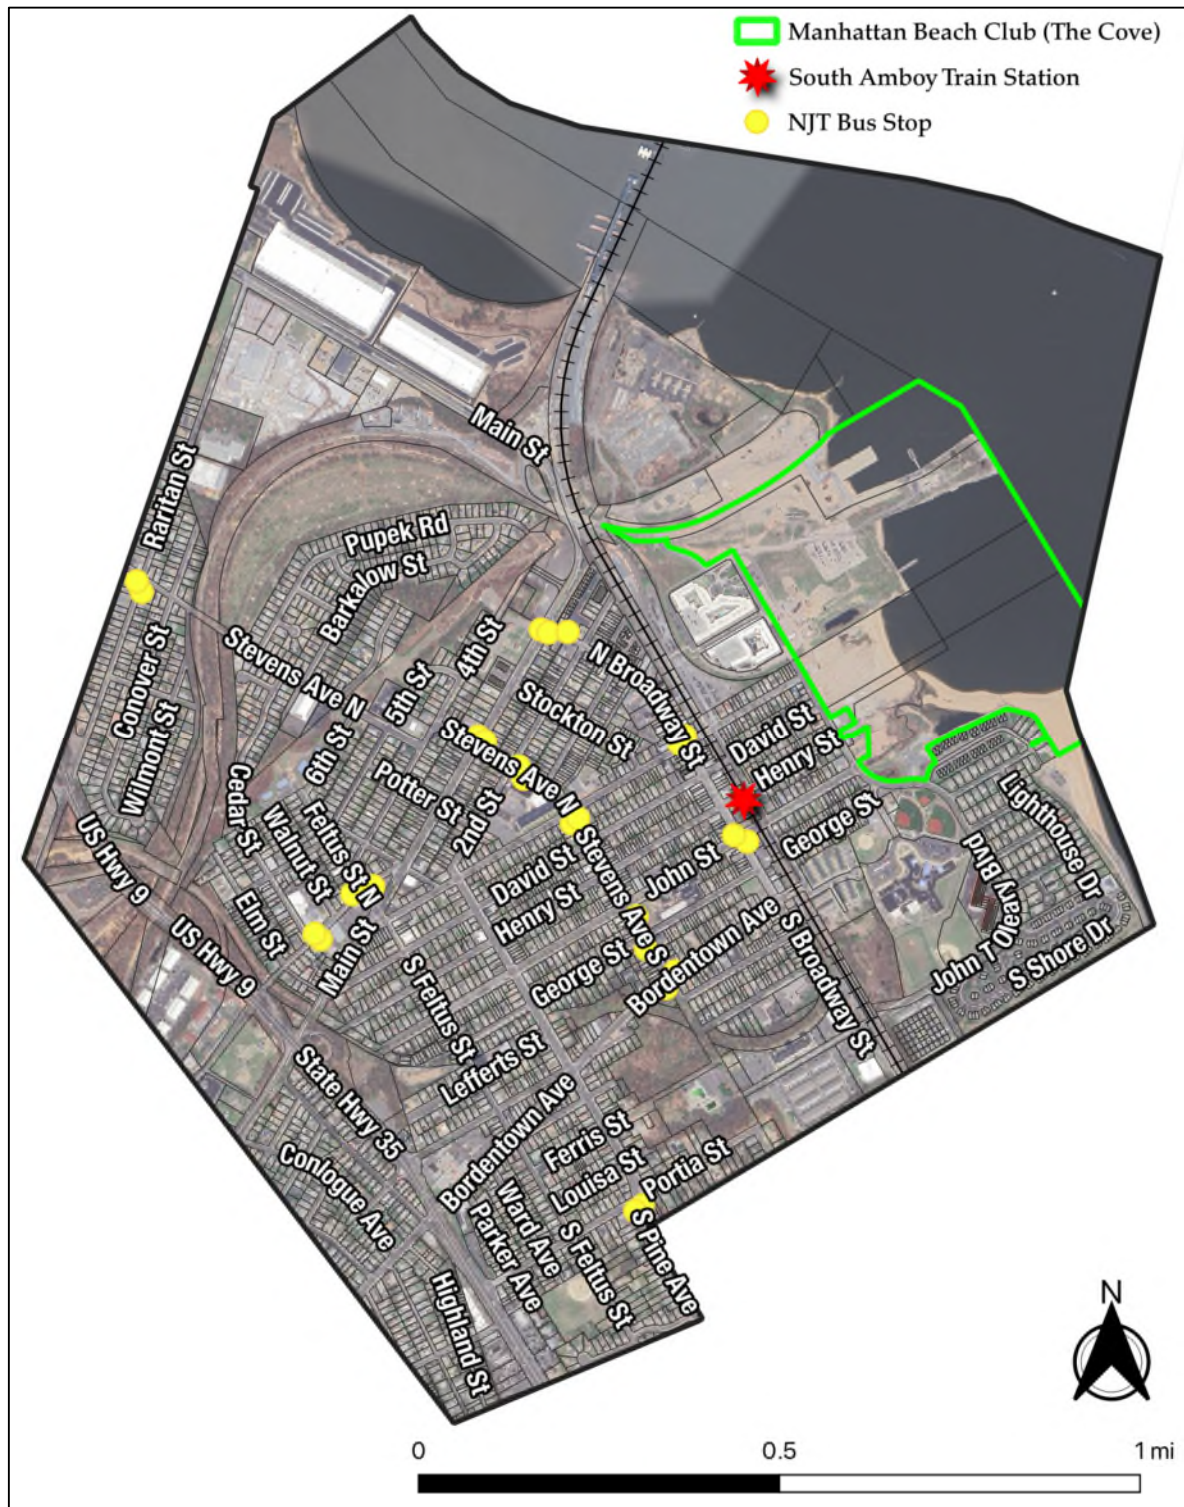 Manhattan Beach Club (The Cove)
South Amboy Train Station
NJT Bus Stop
Main St
Raritan St
Pupek Rd
Barkalow St
Conover St
Stevens Ave N
4th St
5th St
N Broadway St
Stockton St
Wilmont St
6th St
Stevens Ave N
David St
Henry St
Potter St
2nd St
Cedar St
Walnut St
Feltus St N
US Hwy 9
Elm St
Main St
US Hwy 9
David St
Henry St
Stevens Ave S
John St
George St
Lighthouse Dr
John T Oleay Blvd
S Shore Dr
George St
Bordentown Ave
S Broadway St
S Feltus St
Lefferts St
State Hwy 35
Bordentown Ave
Conlogue Ave
Ferris St
Louisa St
Portia St
Ward Ave
Parker Ave
S Feltus St
S Pine Ave
Highland St
N
0 0.5 1 mi